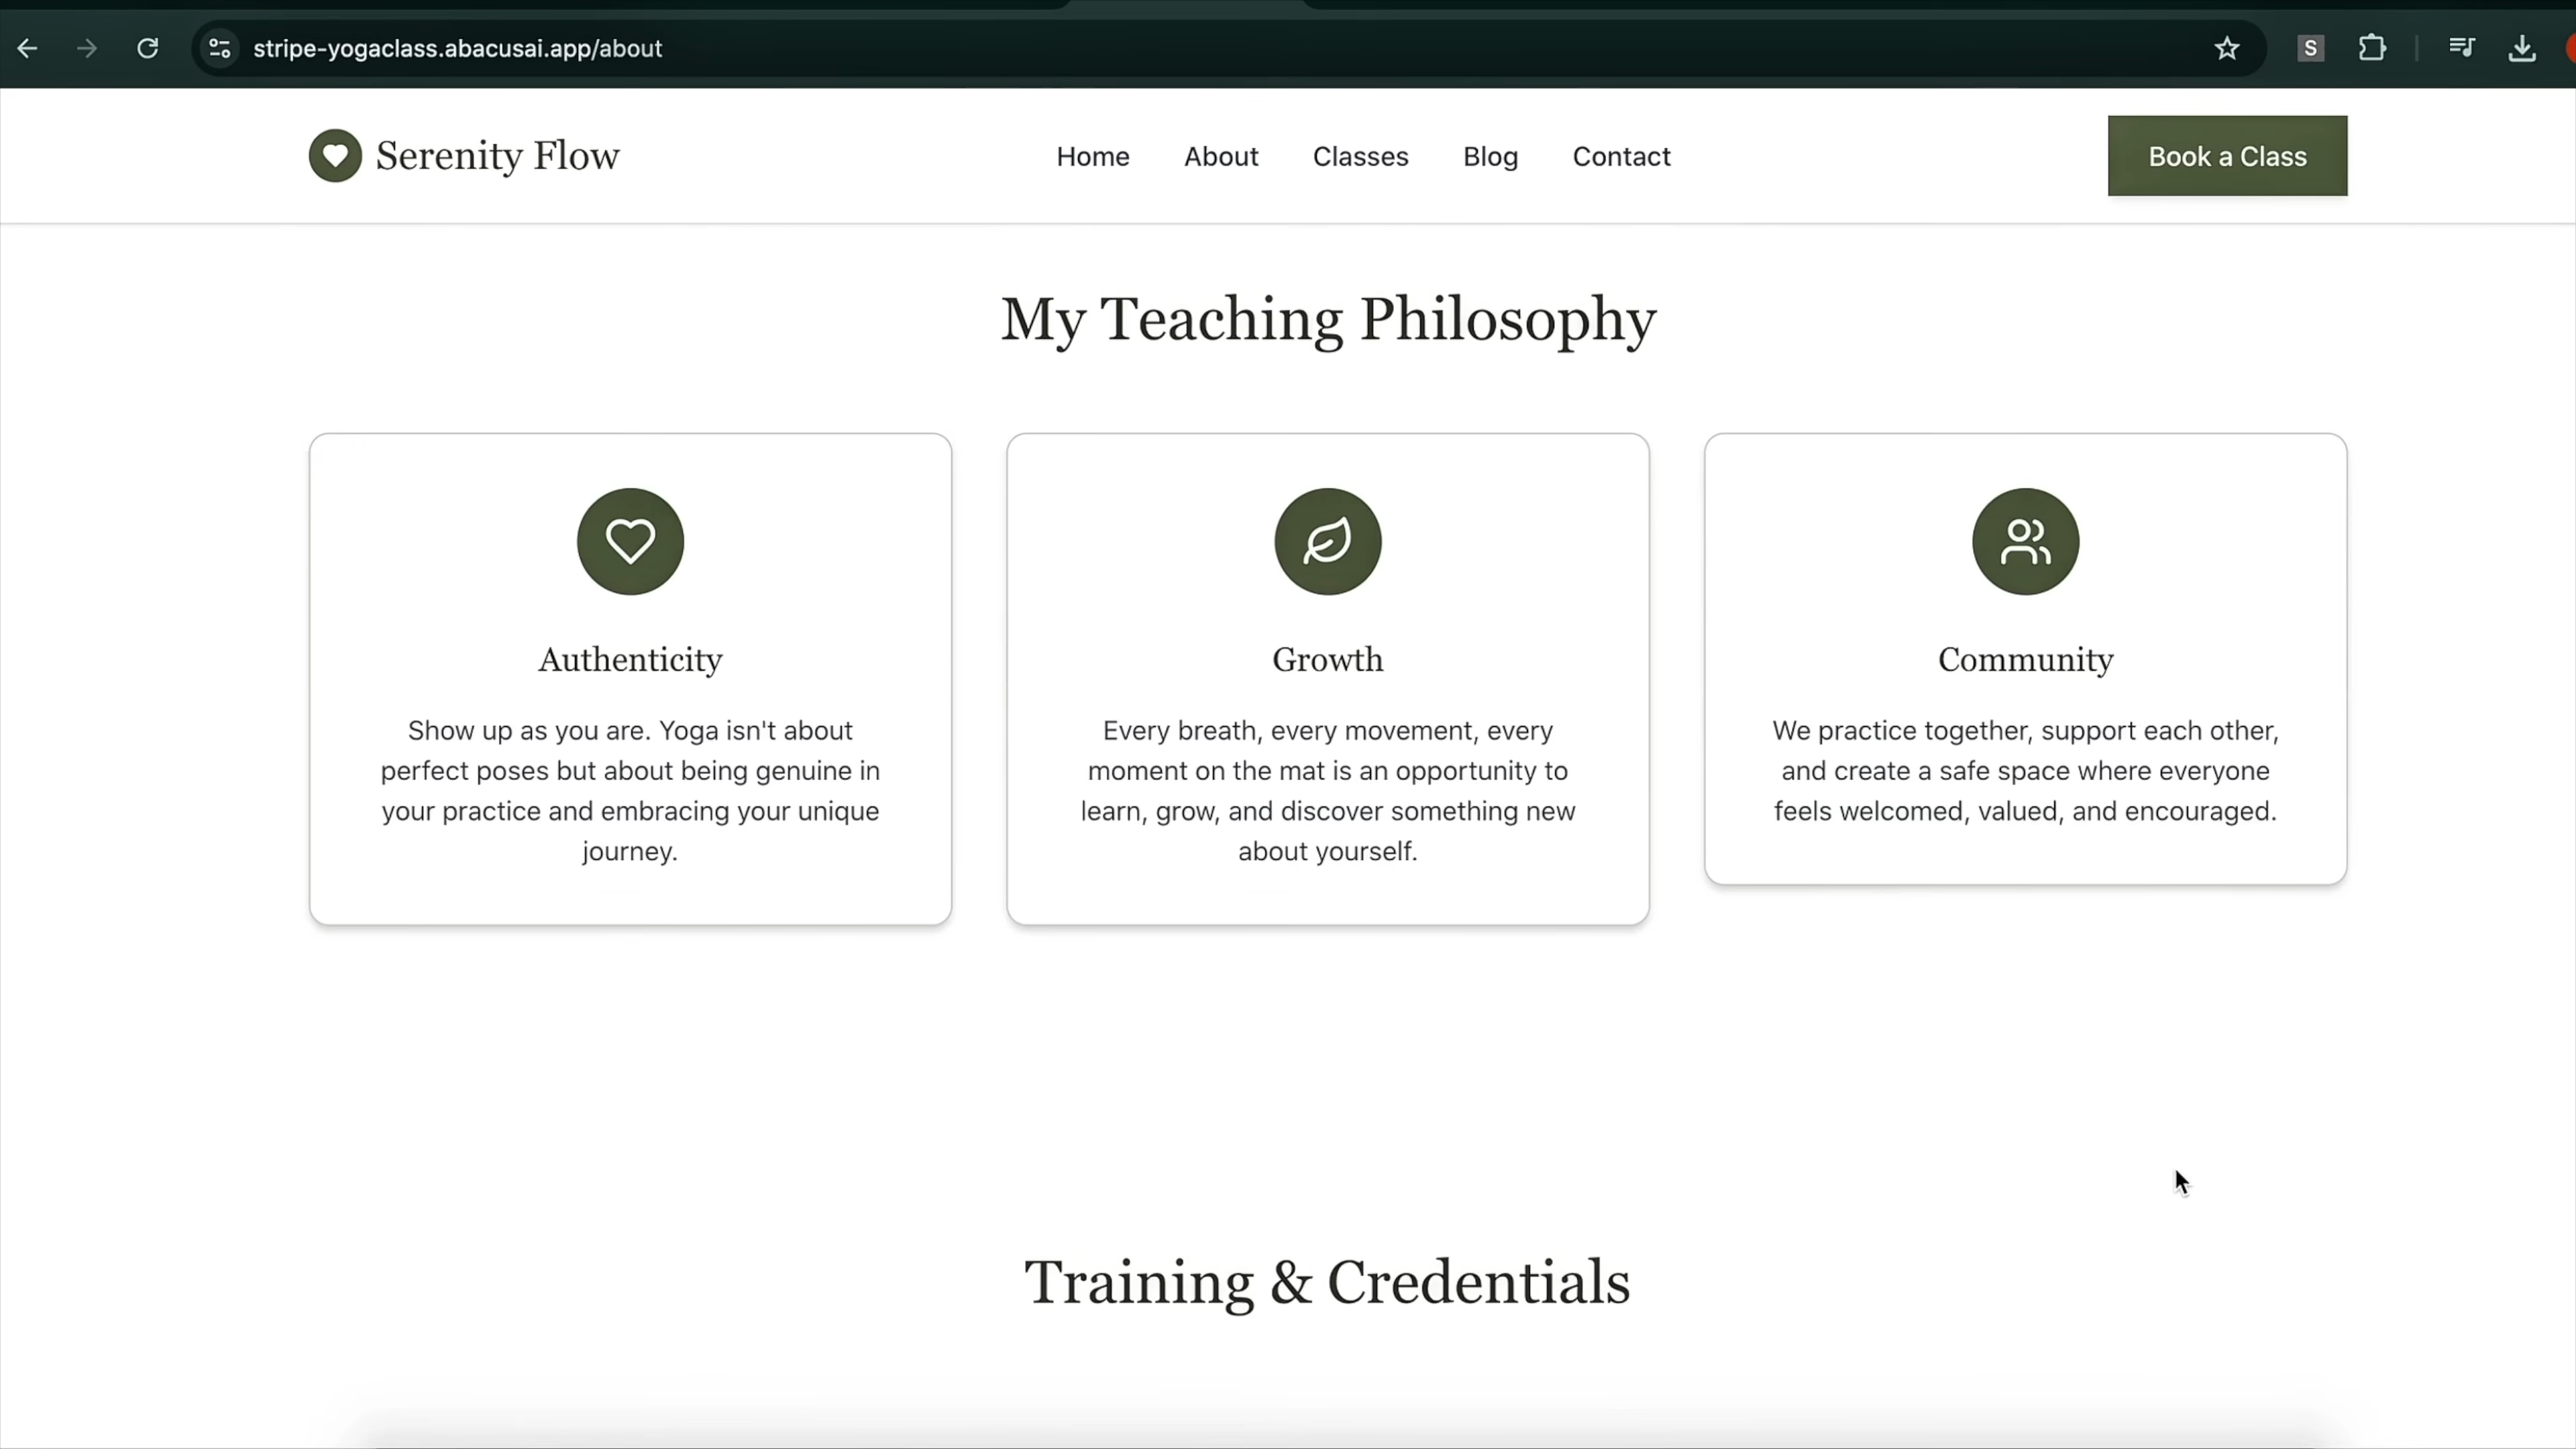 stripe-yogaclass.abacusai.app/about
S
Serenity Flow
Home About Classes Blog Contact
Book a Class
My Teaching Philosophy
Authenticity
Show up as you are. Yoga isn't about
perfect poses but about being genuine in
your practice and embracing your unique
journey.
Growth
Every breath, every movement, every
moment on the mat is an opportunity to
learn, grow, and discover something new
about yourself.
Community
We practice together, support each other,
and create a safe space where everyone
feels welcomed, valued, and encouraged.
Training & Credentials